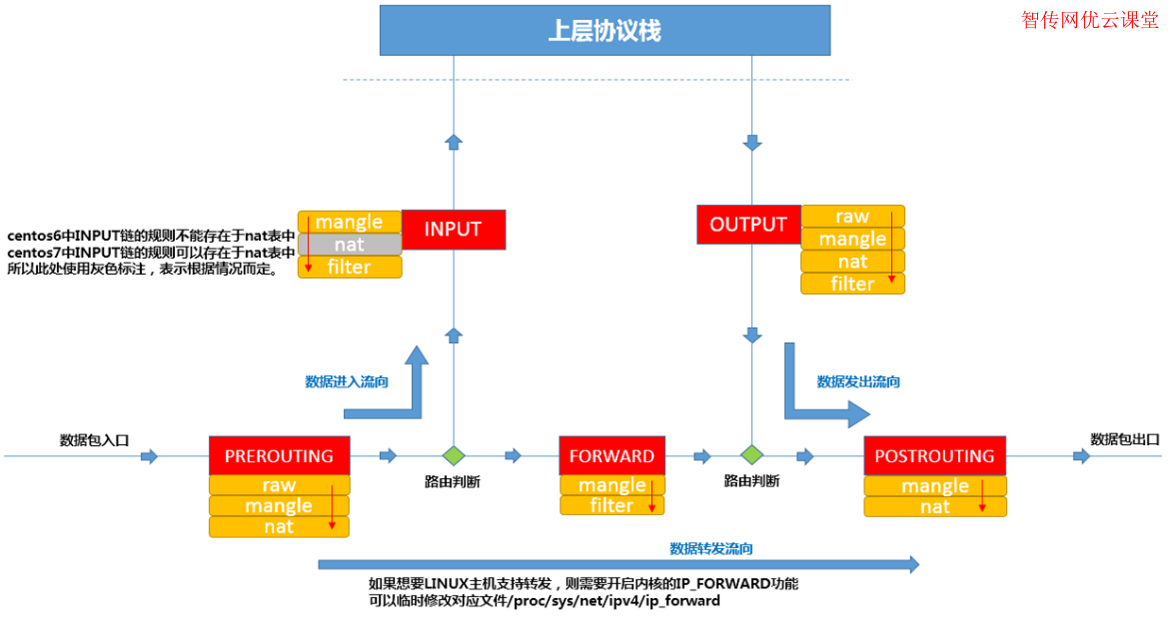 智传网优云课堂
上层协议栈
mangle
nat
filter
INPUT
OUTPUT
raw
mangle
nat
filter
centos6中INPUT链的规则不能存在于nat表中
centos7中INPUT链的规则可以存在于nat表中
所以此处使用灰色标注，表示根据情况而定。
数据进入流向
数据发出流向
数据包入口
数据包出口
PREROUTING
raw
mangle
nat
路由判断
FORWARD
mangle
filter
路由判断
POSTROUTING
mangle
nat
数据转发流向
如果想要LINUX主机支持转发，则需要开启内核的IP_FORWARD功能
可以临时修改对应文件/proc/sys/net/ipv4/ip_forward